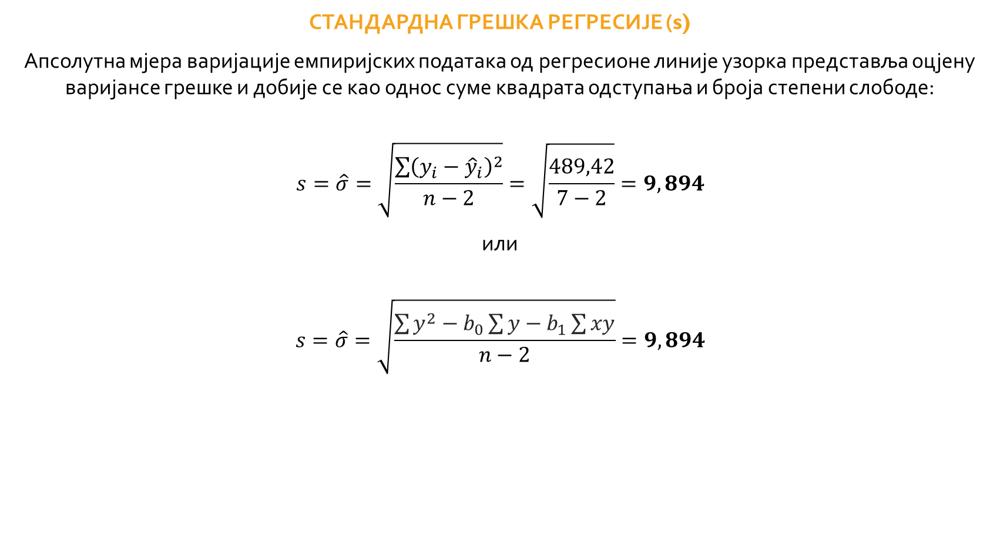 СТАНДАРДНА ГРЕШКА РЕГРЕСИЈЕ (s)
Апсолутна мјера варијације емпиријских података од регресионе линије узорка представља оцјену
варијансе грешке и добије се као однос суме квадрата одступања и броја степени слободе:
s = σ̂ = √(∑(yᵢ − ŷᵢ)² / (n − 2)) = √(489,42 / (7 − 2)) = 9,894
или
s = σ̂ = √((∑ y² − b₀ ∑ y − b₁ ∑ xy) / (n − 2)) = 9,894